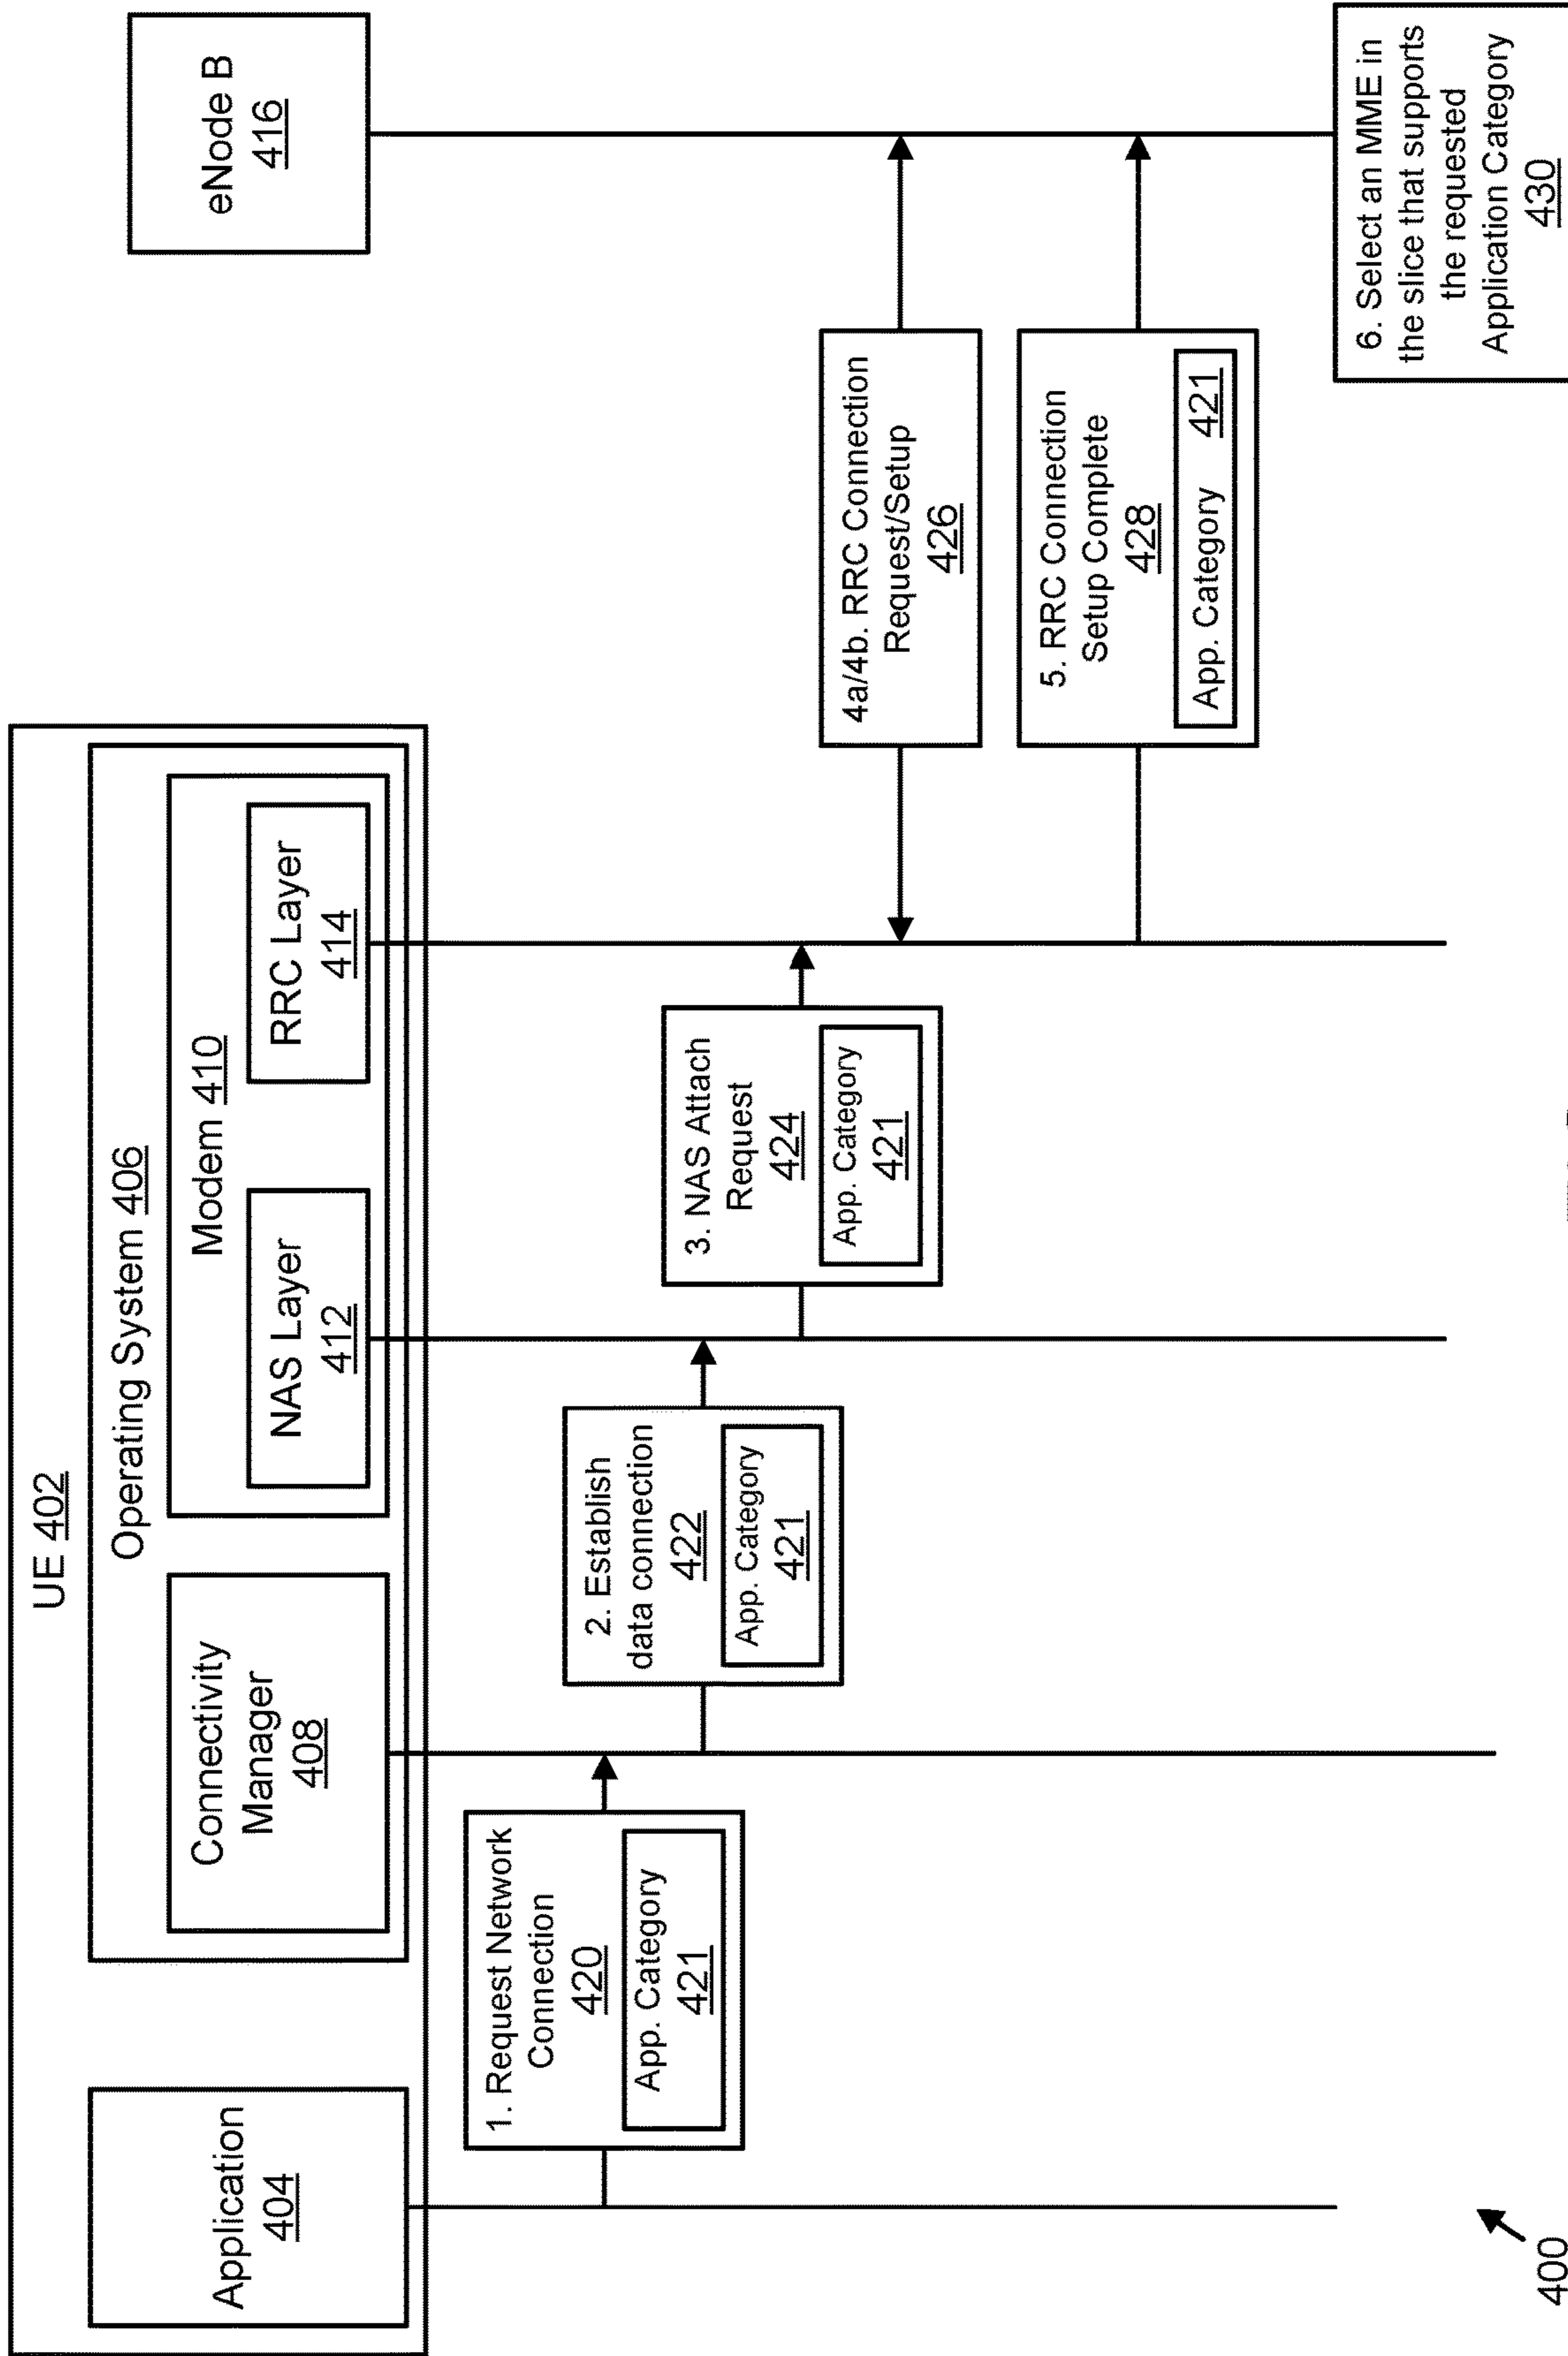 UE 402
Application
404
Operating System 406
Connectivity
Manager
408
Modem 410
NAS Layer
412
RRC Layer
414
eNode B
416
1. Request Network
Connection
420
App. Category
421
2. Establish
data connection
422
App. Category
421
3. NAS Attach
Request
424
App. Category
421
4a/4b. RRC Connection
Request/Setup
426
5. RRC Connection
Setup Complete
428
App. Category 421
6. Select an MME in
the slice that supports
the requested
Application Category
430
400